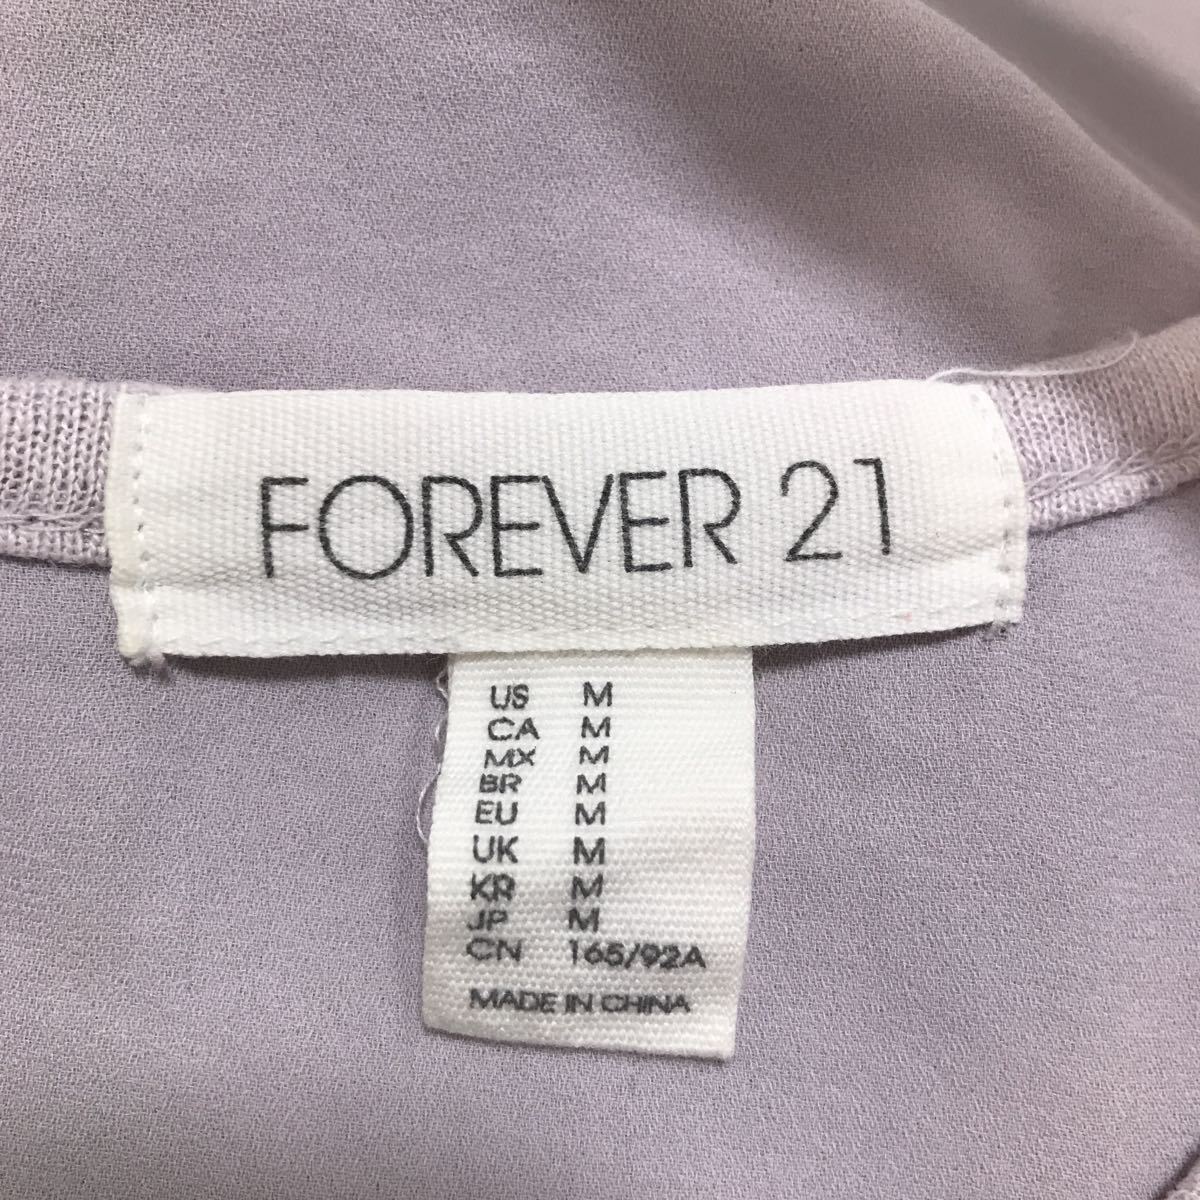 FOREVER 21
US M
CA M
MX M
BR M
EU M
UK M
KR M
JP M
CN 165/92A
MADE IN CHINA